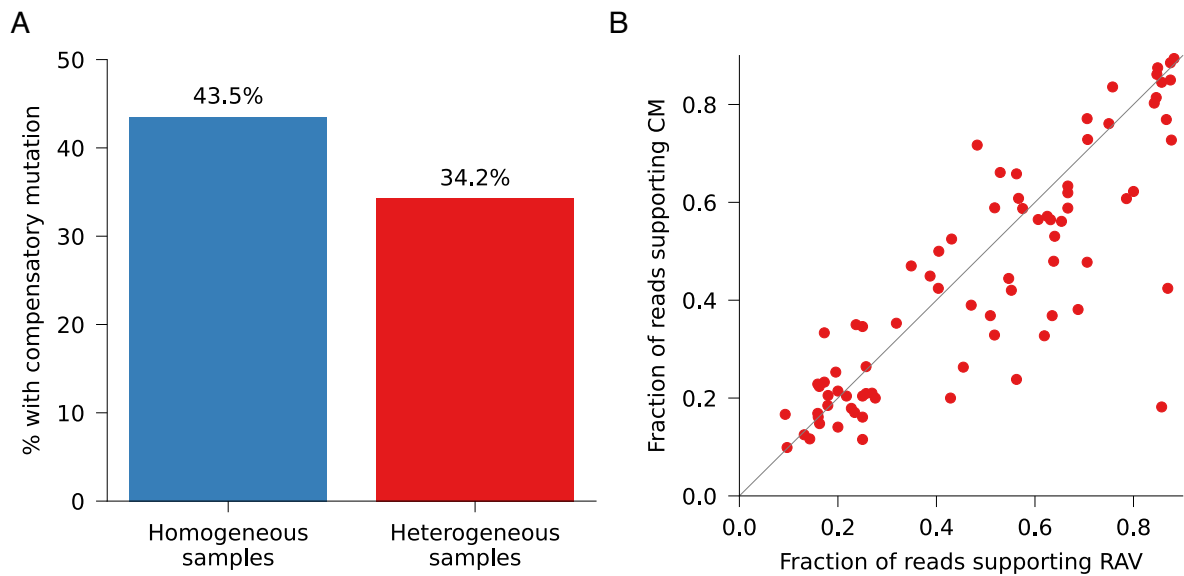 A
% with compensatory mutation
50
40
30
20
10
0
43.5%
34.2%
Homogeneous
samples
Heterogeneous
samples
B
Fraction of reads supporting CM
0.8
0.6
0.4
0.2
0.0
0.0 0.2 0.4 0.6 0.8
Fraction of reads supporting RAV